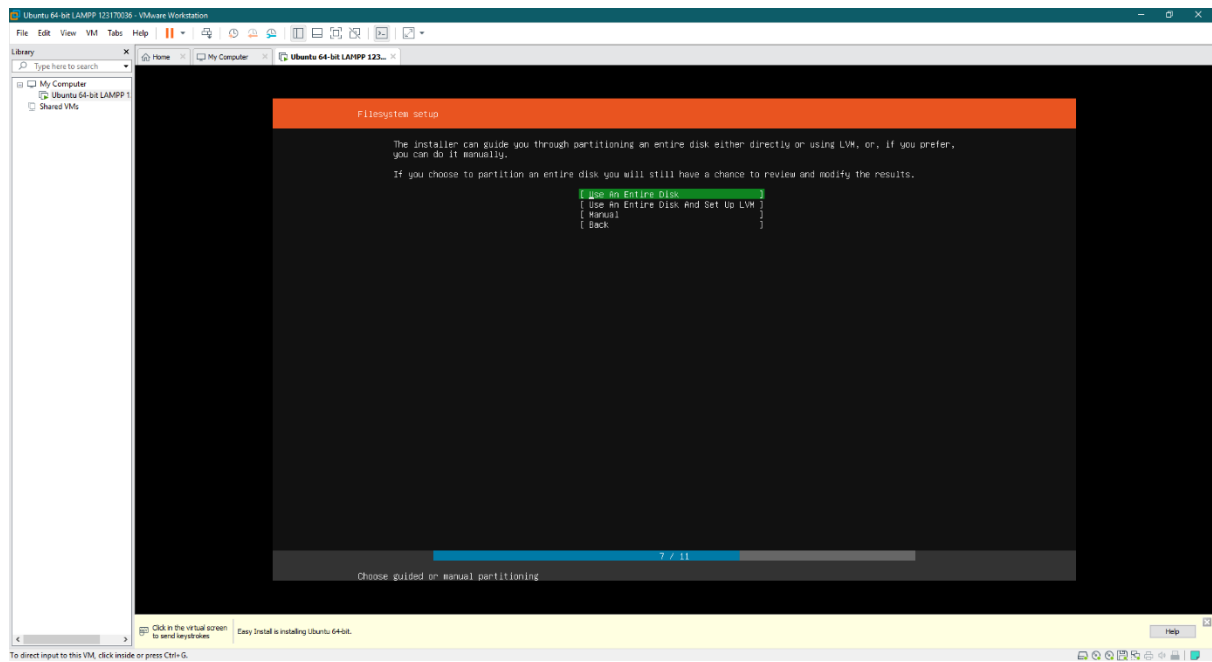 Ubuntu 64-bit LAMPP 123170036 - VMware Workstation
File Edit View VM Tabs Help
Library
Type here to search
My Computer
Ubuntu 64-bit LAMPP 1
Shared VMs
Home
My Computer
Ubuntu 64-bit LAMPP 123...
Filesystem setup
The installer can guide you through partitioning an entire disk either directly or using LVM, or, if you prefer,
you can do it manually.
If you choose to partition an entire disk you will still have a chance to review and modify the results.
[ Use An Entire Disk ]
[ Use An Entire Disk And Set Up LVM ]
[ Manual ]
[ Back ]
7 / 11
Choose guided or manual partitioning
Click in the virtual screen
to send keystrokes
Easy Install is installing Ubuntu 64-bit.
Help
To direct input to this VM, click inside or press Ctrl+G.